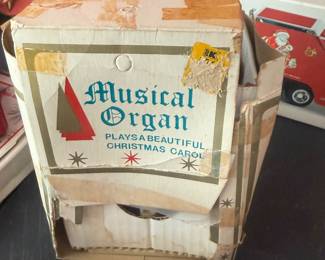 Musical
Organ
PLAYS A BEAUTIFUL
CHRISTMAS CAROL